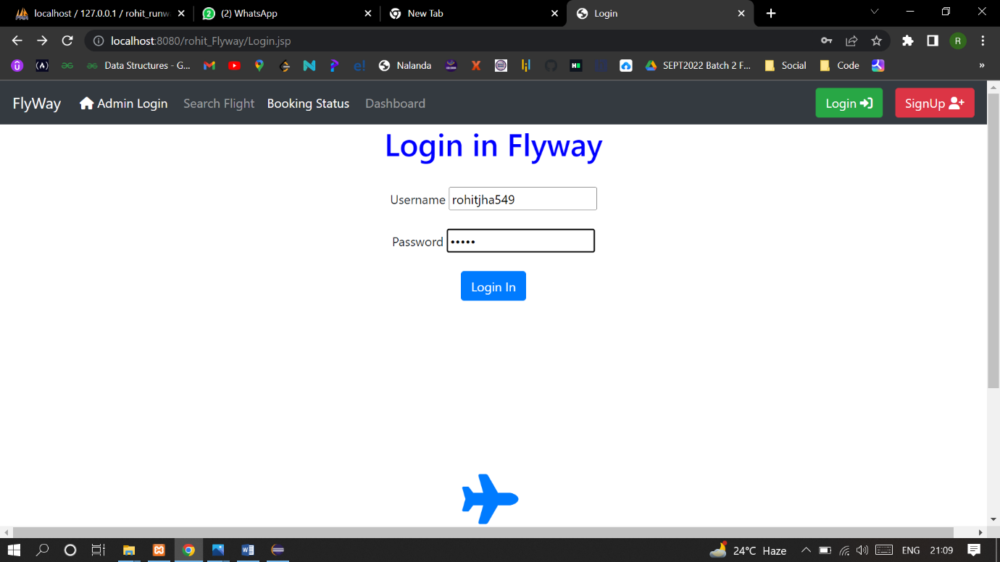 localhost / 127.0.0.1 / rohit_runw
(2) WhatsApp
New Tab
Login
localhost:8080/rohit_Flyway/Login.jsp
R
Data Structures - G...
Nalanda
SEPT2022 Batch 2 F...
Social
Code
»
FlyWay
Admin Login
Search Flight
Booking Status
Dashboard
Login
SignUp
Login in Flyway
Username rohitjha549
Password •••••
Login In
24°C Haze
ENG
21:09